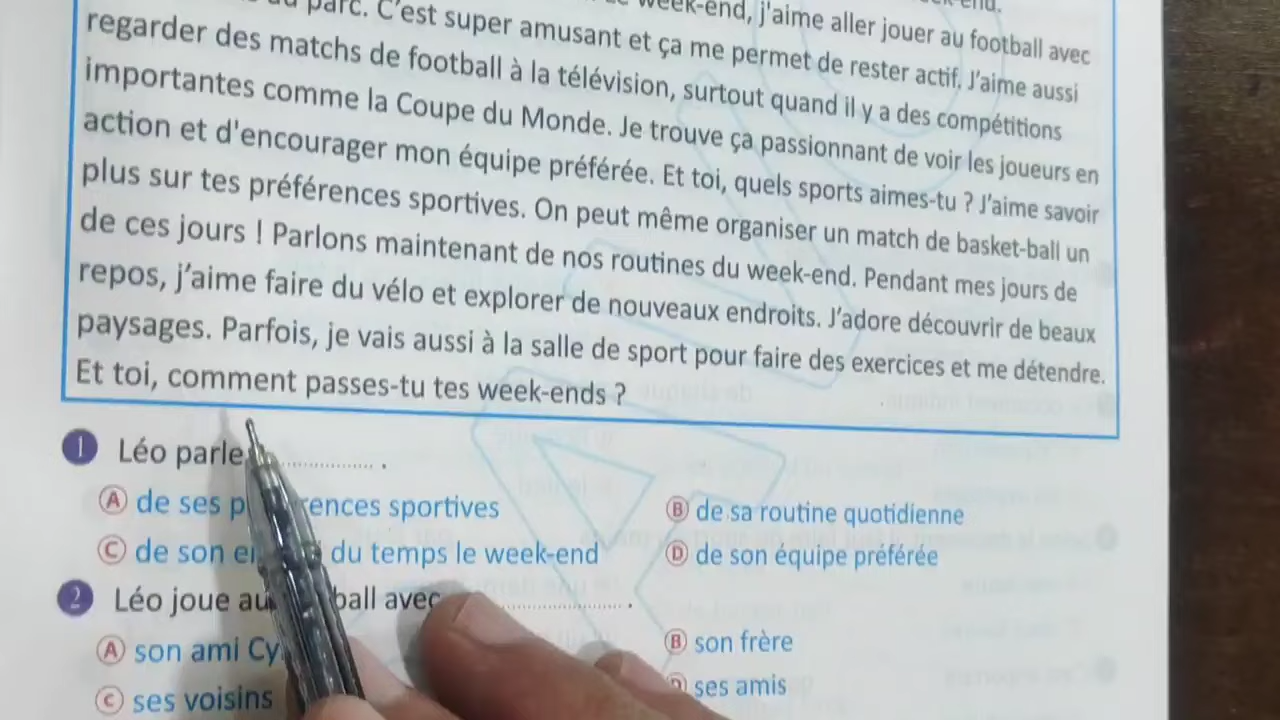 week-end, j'aime aller jouer au football avec
parc. C'est super amusant et ça me permet de rester actif. J'aime aussi
regarder des matchs de football à la télévision, surtout quand il y a des compétitions
importantes comme la Coupe du Monde. Je trouve ça passionnant de voir les joueurs en
action et d'encourager mon équipe préférée. Et toi, quels sports aimes-tu ? J'aime savoir
plus sur tes préférences sportives. On peut même organiser un match de basket-ball un
de ces jours ! Parlons maintenant de nos routines du week-end. Pendant mes jours de
repos, j'aime faire du vélo et explorer de nouveaux endroits. J'adore découvrir de beaux
paysages. Parfois, je vais aussi à la salle de sport pour faire des exercices et me détendre.
Et toi, comment passes-tu tes week-ends ?
1 Léo parle .............. .
A de ses p rences sportives
B de sa routine quotidienne
C de son e du temps le week-end
D de son équipe préférée
2 Léo joue au ball avec .............. .
A son ami Cy
B son frère
C ses voisins
D ses amis